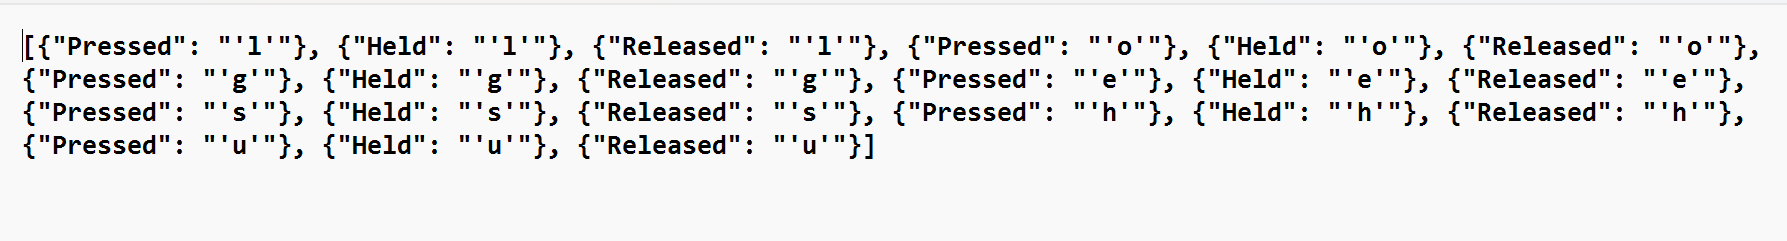 [{"Pressed": "'l'"}, {"Held": "'l'"}, {"Released": "'l'"}, {"Pressed": "'o'"}, {"Held": "'o'"}, {"Released": "'o'"},
{"Pressed": "'g'"}, {"Held": "'g'"}, {"Released": "'g'"}, {"Pressed": "'e'"}, {"Held": "'e'"}, {"Released": "'e'"},
{"Pressed": "'s'"}, {"Held": "'s'"}, {"Released": "'s'"}, {"Pressed": "'h'"}, {"Held": "'h'"}, {"Released": "'h'"},
{"Pressed": "'u'"}, {"Held": "'u'"}, {"Released": "'u'"}]